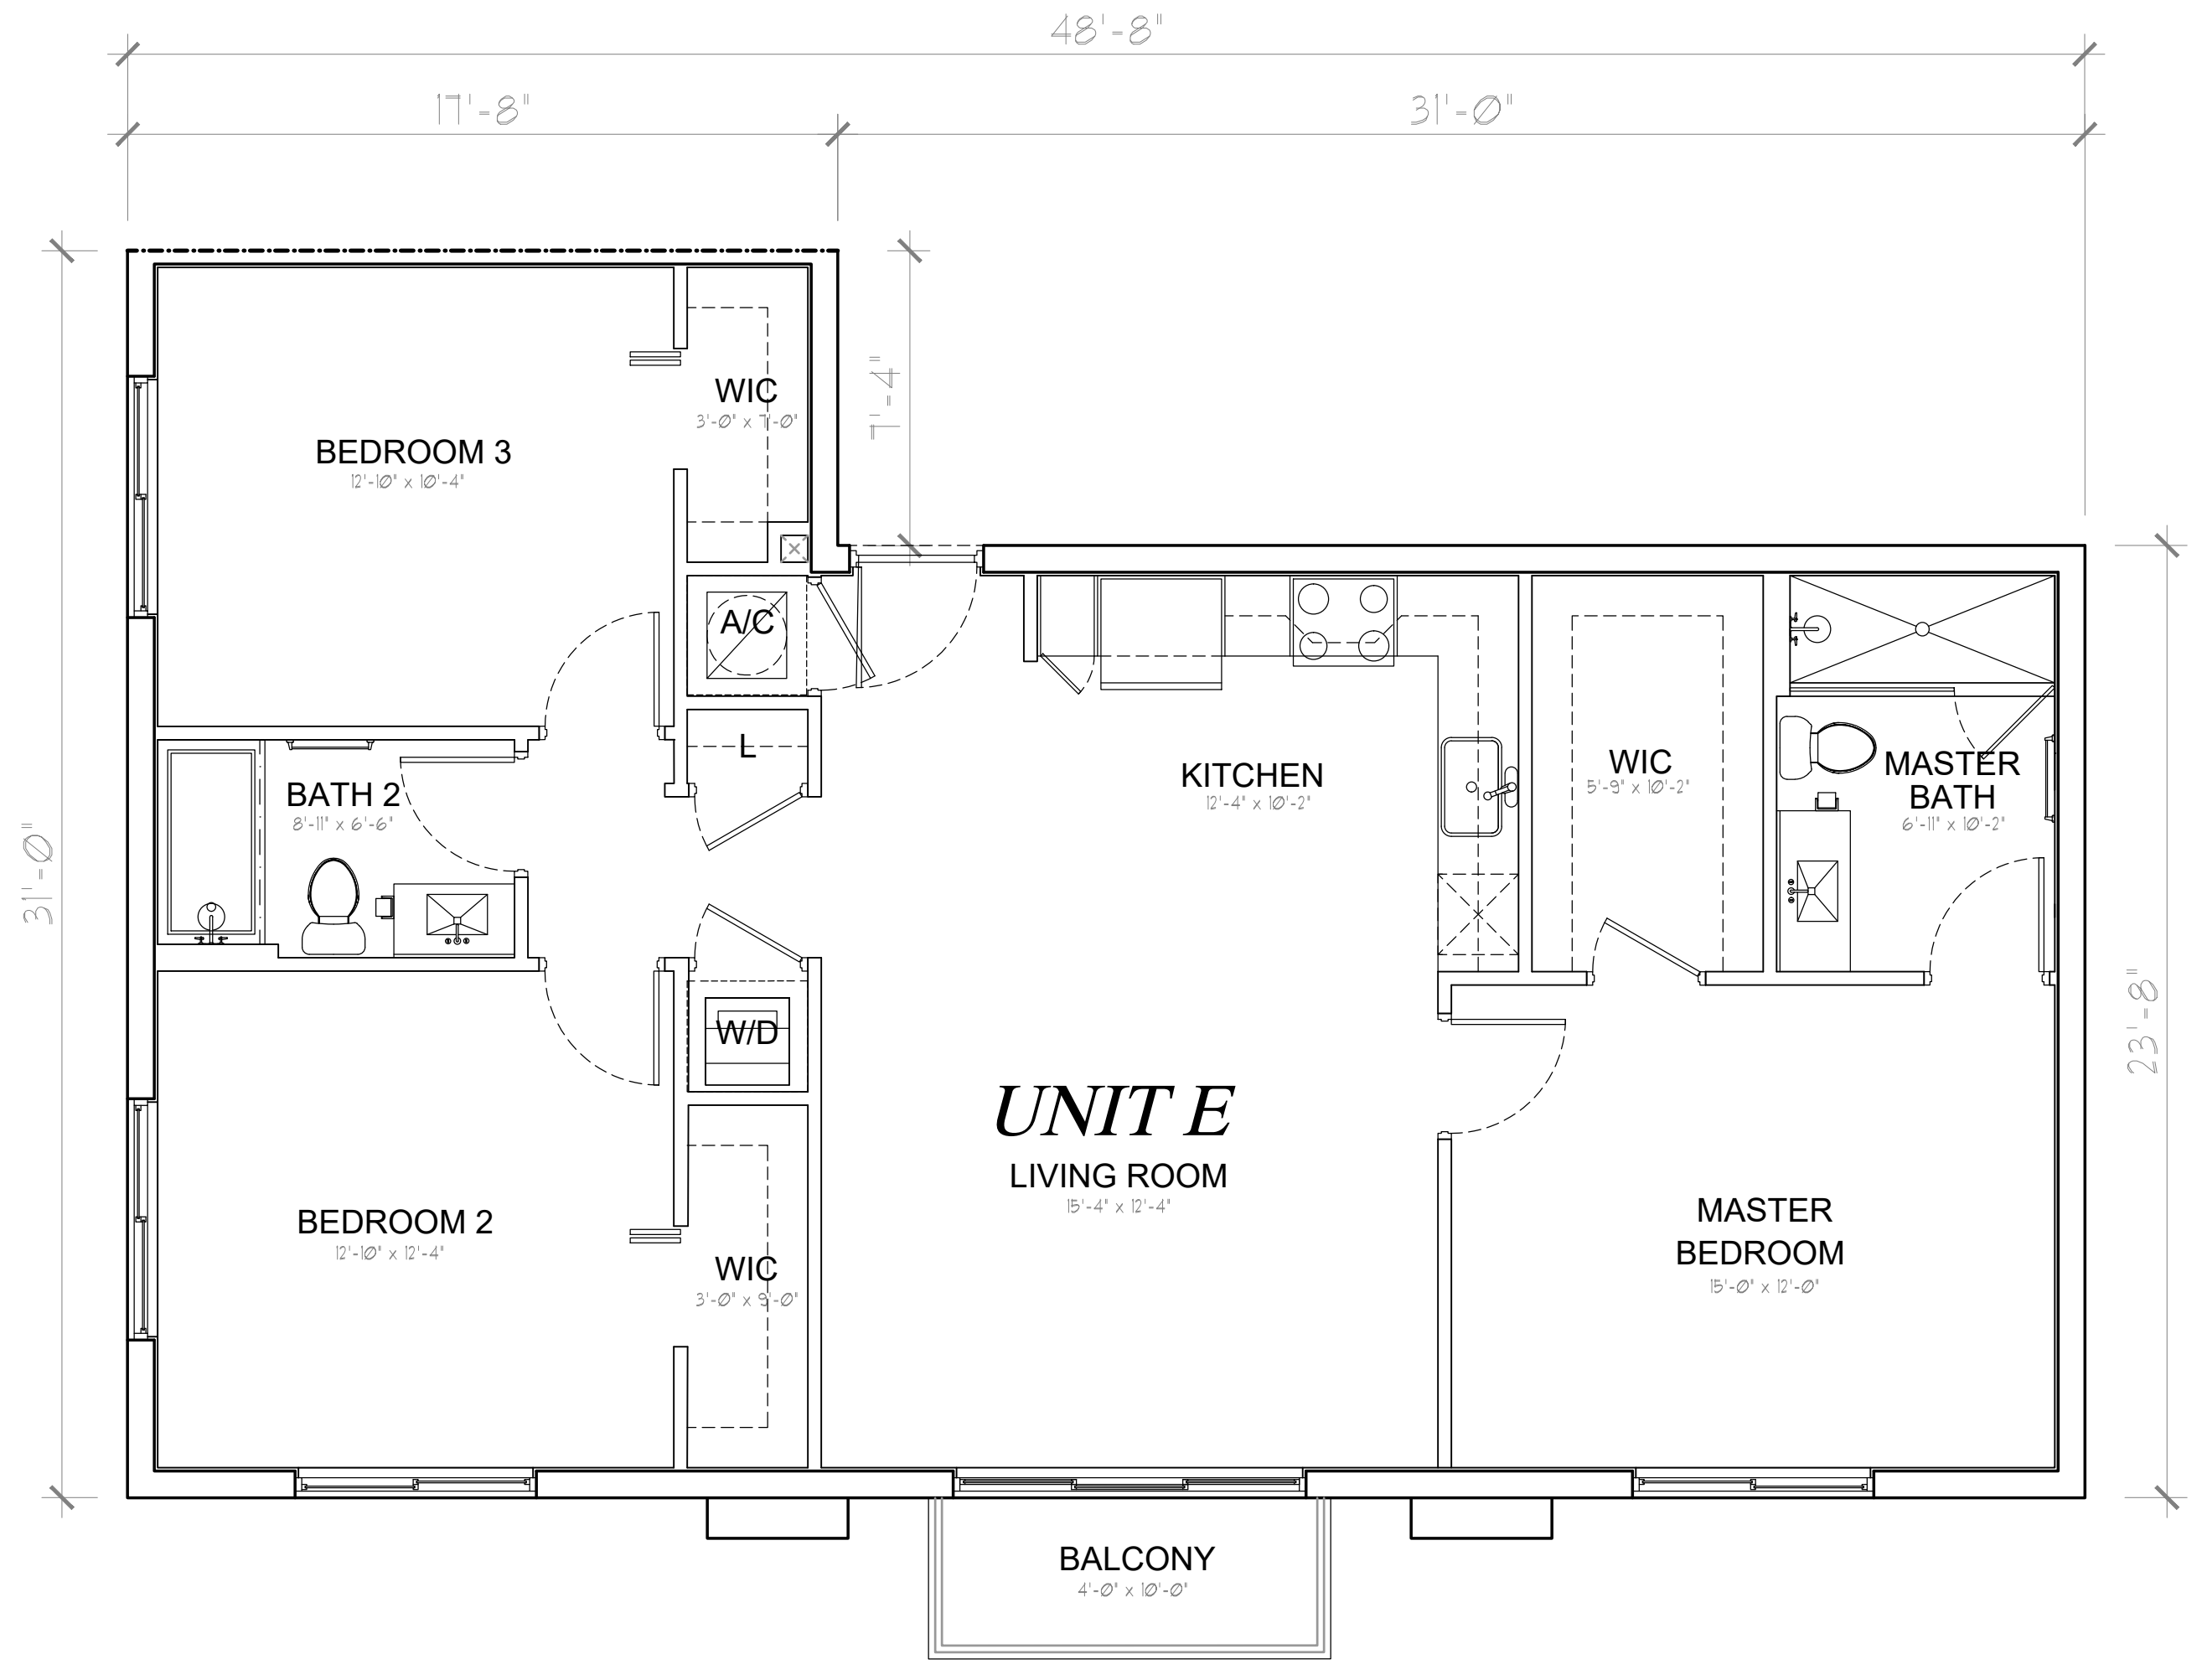 48'-8"
17'-8"
31'-0"
7'-4"
WIC
3'-0" x 7'-0"
BEDROOM 3
12'-10" x 10'-4"
A/C
L
KITCHEN
12'-4" x 10'-2"
WIC
5'-9" x 10'-2"
MASTER
BATH
6'-11" x 10'-2"
BATH 2
8'-11" x 6'-6"
31'-0"
23'-8"
W/D
UNIT E
LIVING ROOM
15'-4" x 12'-4"
BEDROOM 2
12'-10" x 12'-4"
WIC
3'-0" x 9'-0"
MASTER
BEDROOM
15'-0" x 12'-0"
BALCONY
4'-0" x 10'-0"